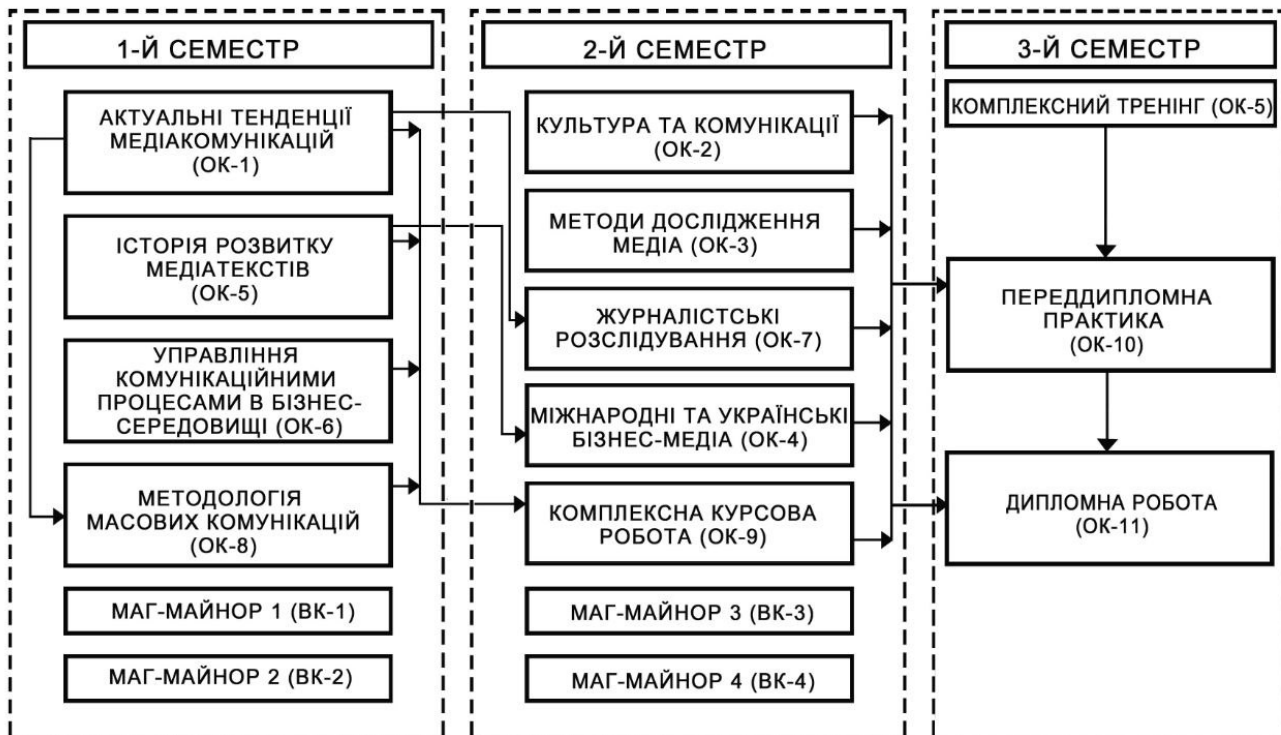 1-Й СЕМЕСТР
АКТУАЛЬНІ ТЕНДЕНЦІЇ
МЕДІАКОМУНІКАЦІЙ
(ОК-1)
ІСТОРІЯ РОЗВИТКУ
МЕДІАТЕКСТІВ
(ОК-5)
УПРАВЛІННЯ
КОМУНІКАЦІЙНИМИ
ПРОЦЕСАМИ В БІЗНЕС-
СЕРЕДОВИЩІ (ОК-6)
МЕТОДОЛОГІЯ
МАСОВИХ КОМУНІКАЦІЙ
(ОК-8)
МАГ-МАЙНОР 1 (ВК-1)
МАГ-МАЙНОР 2 (ВК-2)
2-Й СЕМЕСТР
КУЛЬТУРА ТА КОМУНІКАЦІЇ
(ОК-2)
МЕТОДИ ДОСЛІДЖЕННЯ
МЕДІА (ОК-3)
ЖУРНАЛІСТСЬКІ
РОЗСЛІДУВАННЯ (ОК-7)
МІЖНАРОДНІ ТА УКРАЇНСЬКІ
БІЗНЕС-МЕДІА (ОК-4)
КОМПЛЕКСНА КУРСОВА
РОБОТА (ОК-9)
МАГ-МАЙНОР 3 (ВК-3)
МАГ-МАЙНОР 4 (ВК-4)
3-Й СЕМЕСТР
КОМПЛЕКСНИЙ ТРЕНІНГ (ОК-5)
ПЕРЕДДИПЛОМНА
ПРАКТИКА
(ОК-10)
ДИПЛОМНА РОБОТА
(ОК-11)